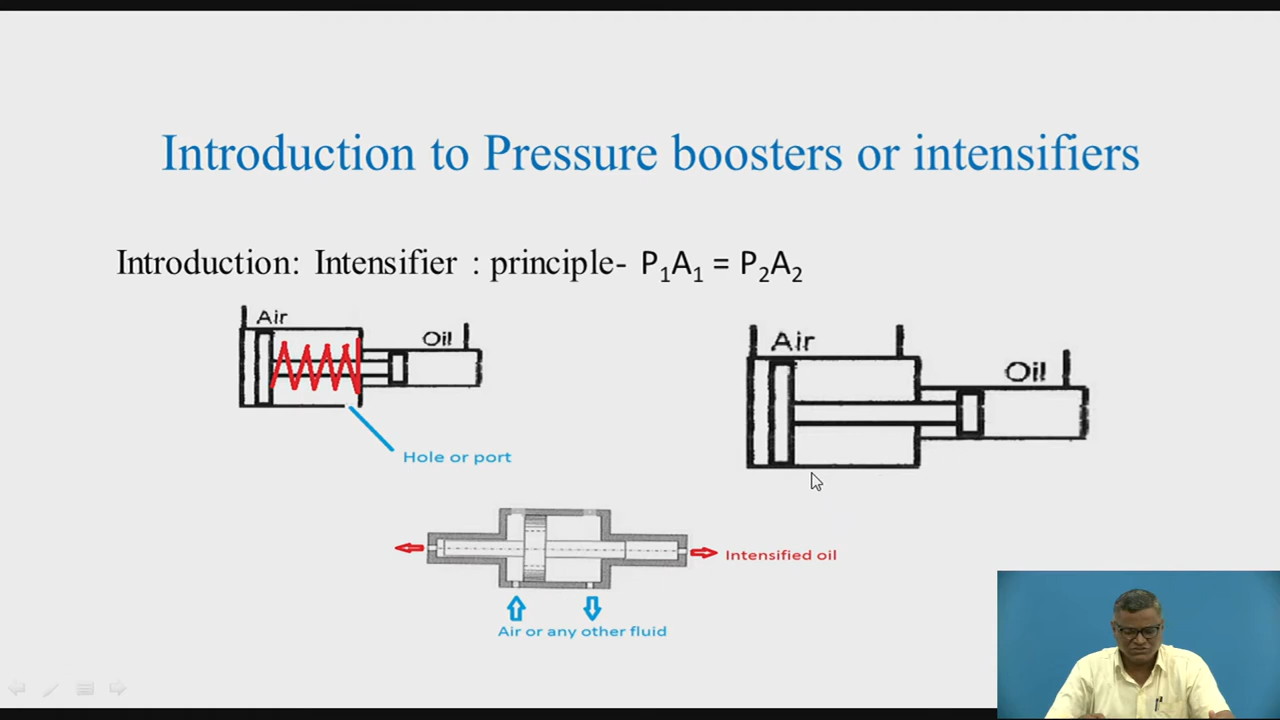 Introduction to Pressure boosters or intensifiers
Introduction: Intensifier : principle- P₁A₁ = P₂A₂
Air
Oil
Hole or port
Air
Oil
Intensified oil
Air or any other fluid